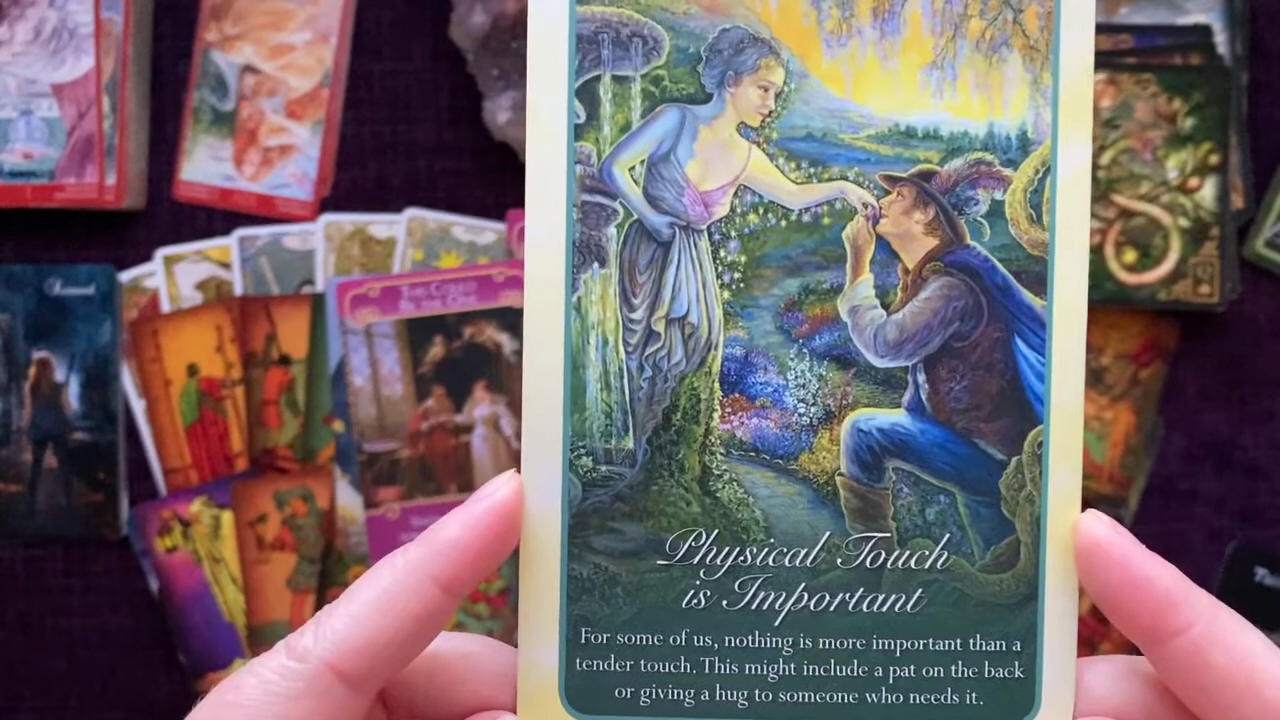 Physical Touch
is Important
For some of us, nothing is more important than a
tender touch. This might include a pat on the back
or giving a hug to someone who needs it.